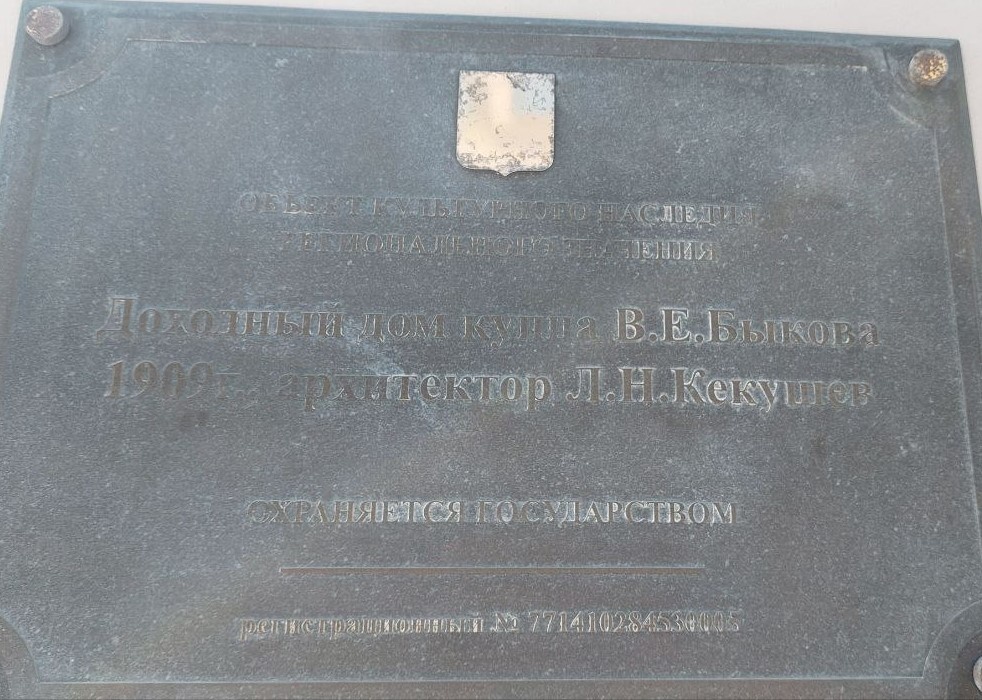 ОБЪЕКТ КУЛЬТУРНОГО НАСЛЕДИЯ
РЕГИОНАЛЬНОГО ЗНАЧЕНИЯ
Доходный дом купца В.Е.Быкова
1909г., архитектор Л.Н.Кекушев
ОХРАНЯЕТСЯ ГОСУДАРСТВОМ
регистрационный № 771410284530005